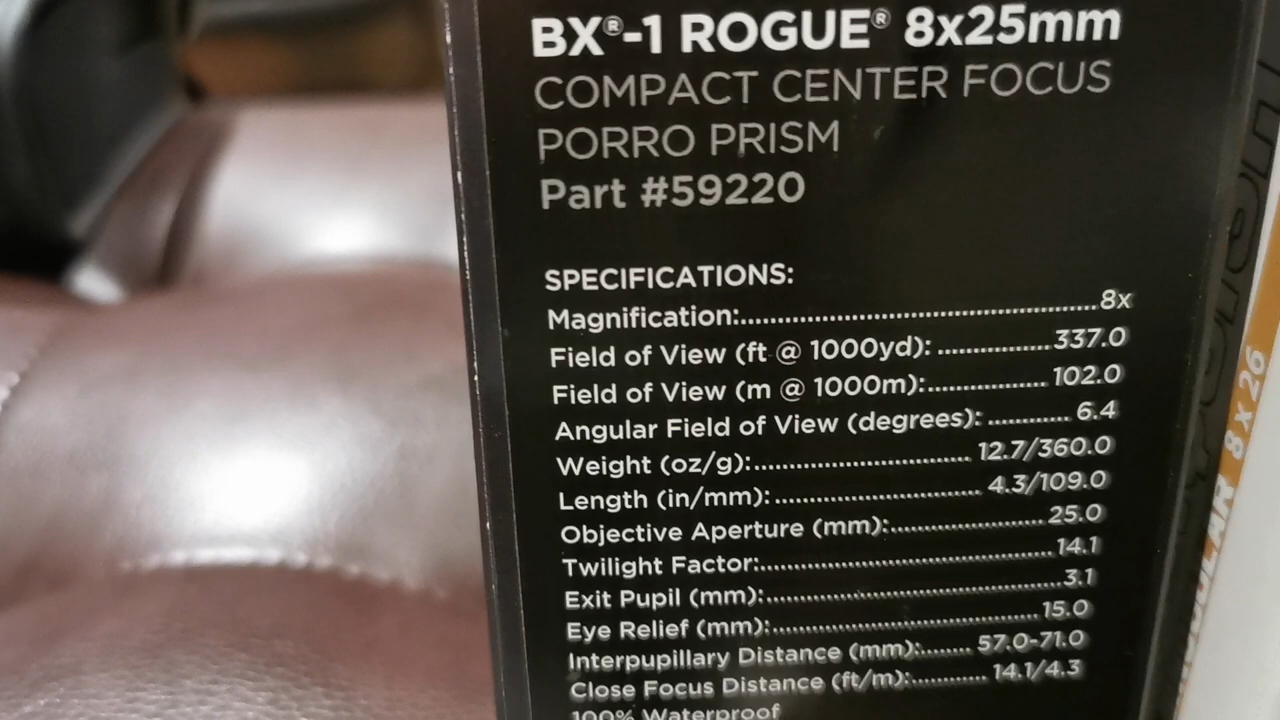 BX®-1 ROGUE® 8x25mm
COMPACT CENTER FOCUS
PORRO PRISM
Part #59220
SPECIFICATIONS:
Magnification:..........8x
Field of View (ft @ 1000yd):..........337.0
Field of View (m @ 1000m):..........102.0
Angular Field of View (degrees):..........6.4
Weight (oz/g):..........12.7/360.0
Length (in/mm):..........4.3/109.0
Objective Aperture (mm):..........25.0
Twilight Factor:..........14.1
Exit Pupil (mm):..........3.1
Eye Relief (mm):..........15.0
Interpupillary Distance (mm):..........57.0-71.0
Close Focus Distance (ft/m):..........14.1/4.3
100% Waterproof
8 x 26